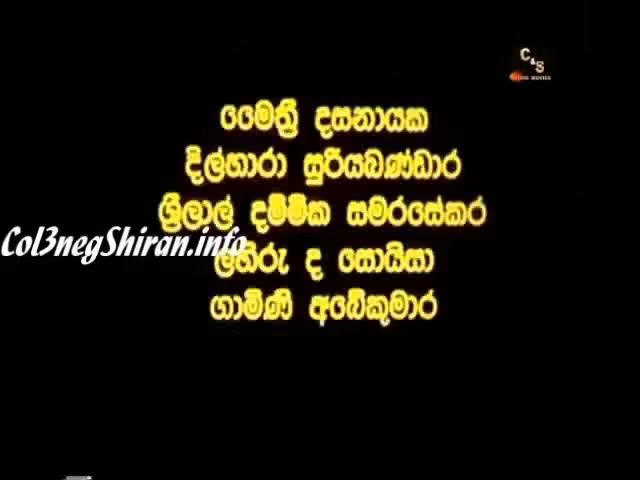 C&S
මෛත්‍රී දසනායක
දිල්හාරා සූරියබණ්ඩාර
ශ්‍රීලාල් දම්මික සමරසේකර
Col3negShiran.info
ලහිරු ද සොයිසා
ගාමිණී අබේකුමාර